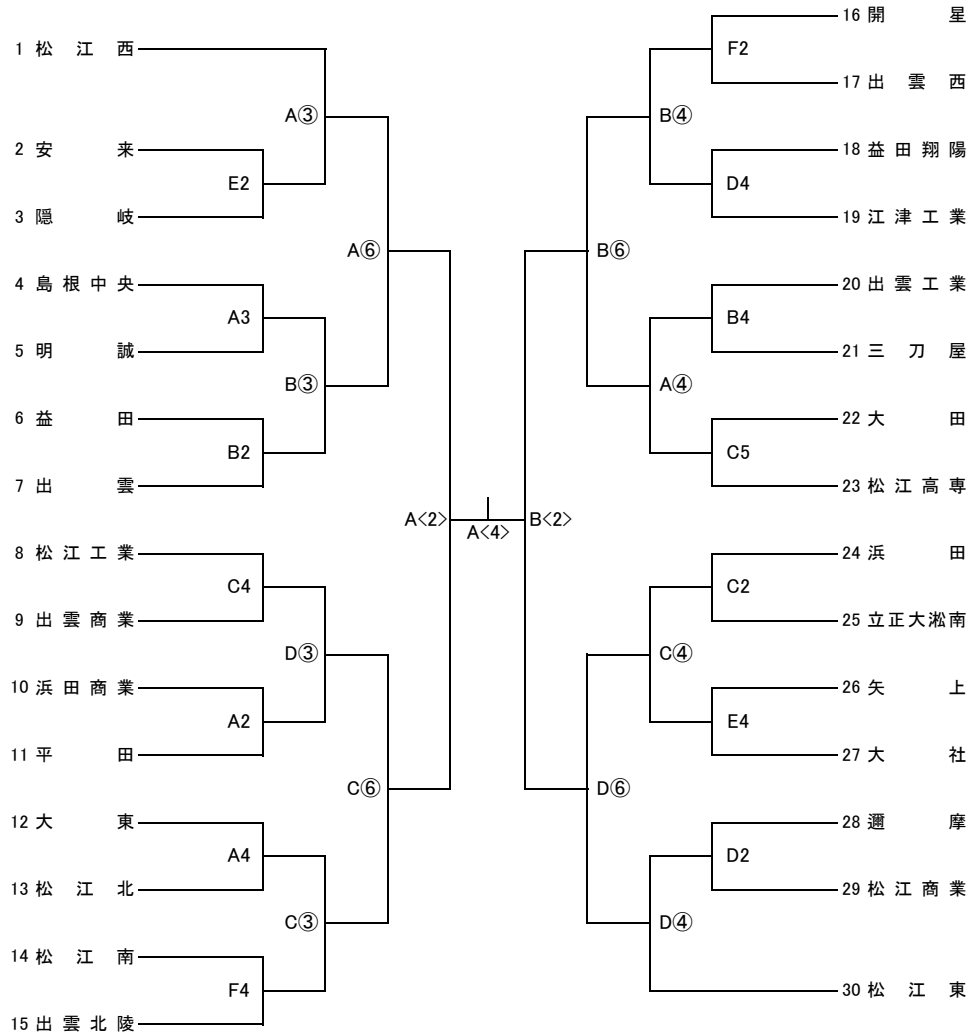 1 松江西
A③
2 安来
E2
3 隠岐
A⑥
4 島根中央
A3
5 明誠
B③
6 益田
B2
7 出雲
A<2>
8 松江工業
C4
9 出雲商業
D③
10 浜田商業
A2
11 平田
C⑥
12 大東
A4
13 松江北
C③
14 松江南
F4
15 出雲北陵
A<4>
16 開星
F2
17 出雲西
B④
18 益田翔陽
D4
19 江津工業
B⑥
20 出雲工業
B4
21 三刀屋
A④
22 大田
C5
23 松江高専
B<2>
24 浜田
C2
25 立正大淞南
C④
26 矢上
E4
27 大社
D⑥
28 邇摩
D2
29 松江商業
D④
30 松江東